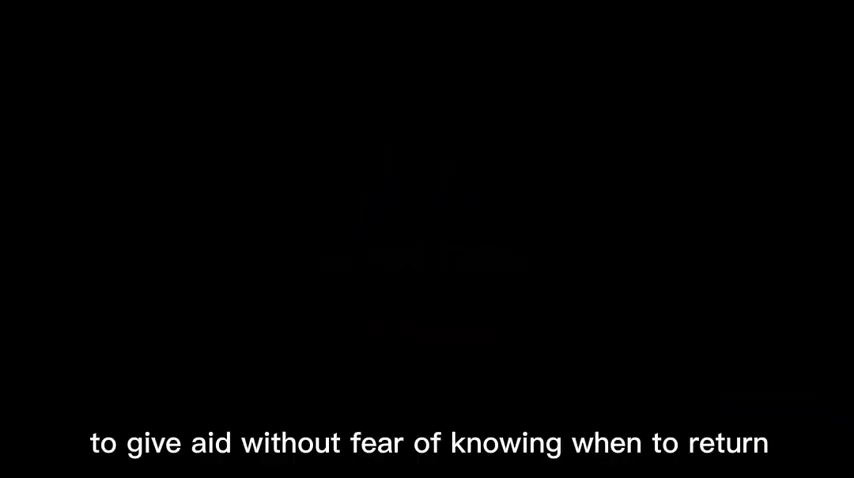 to give aid without fear of knowing when to return